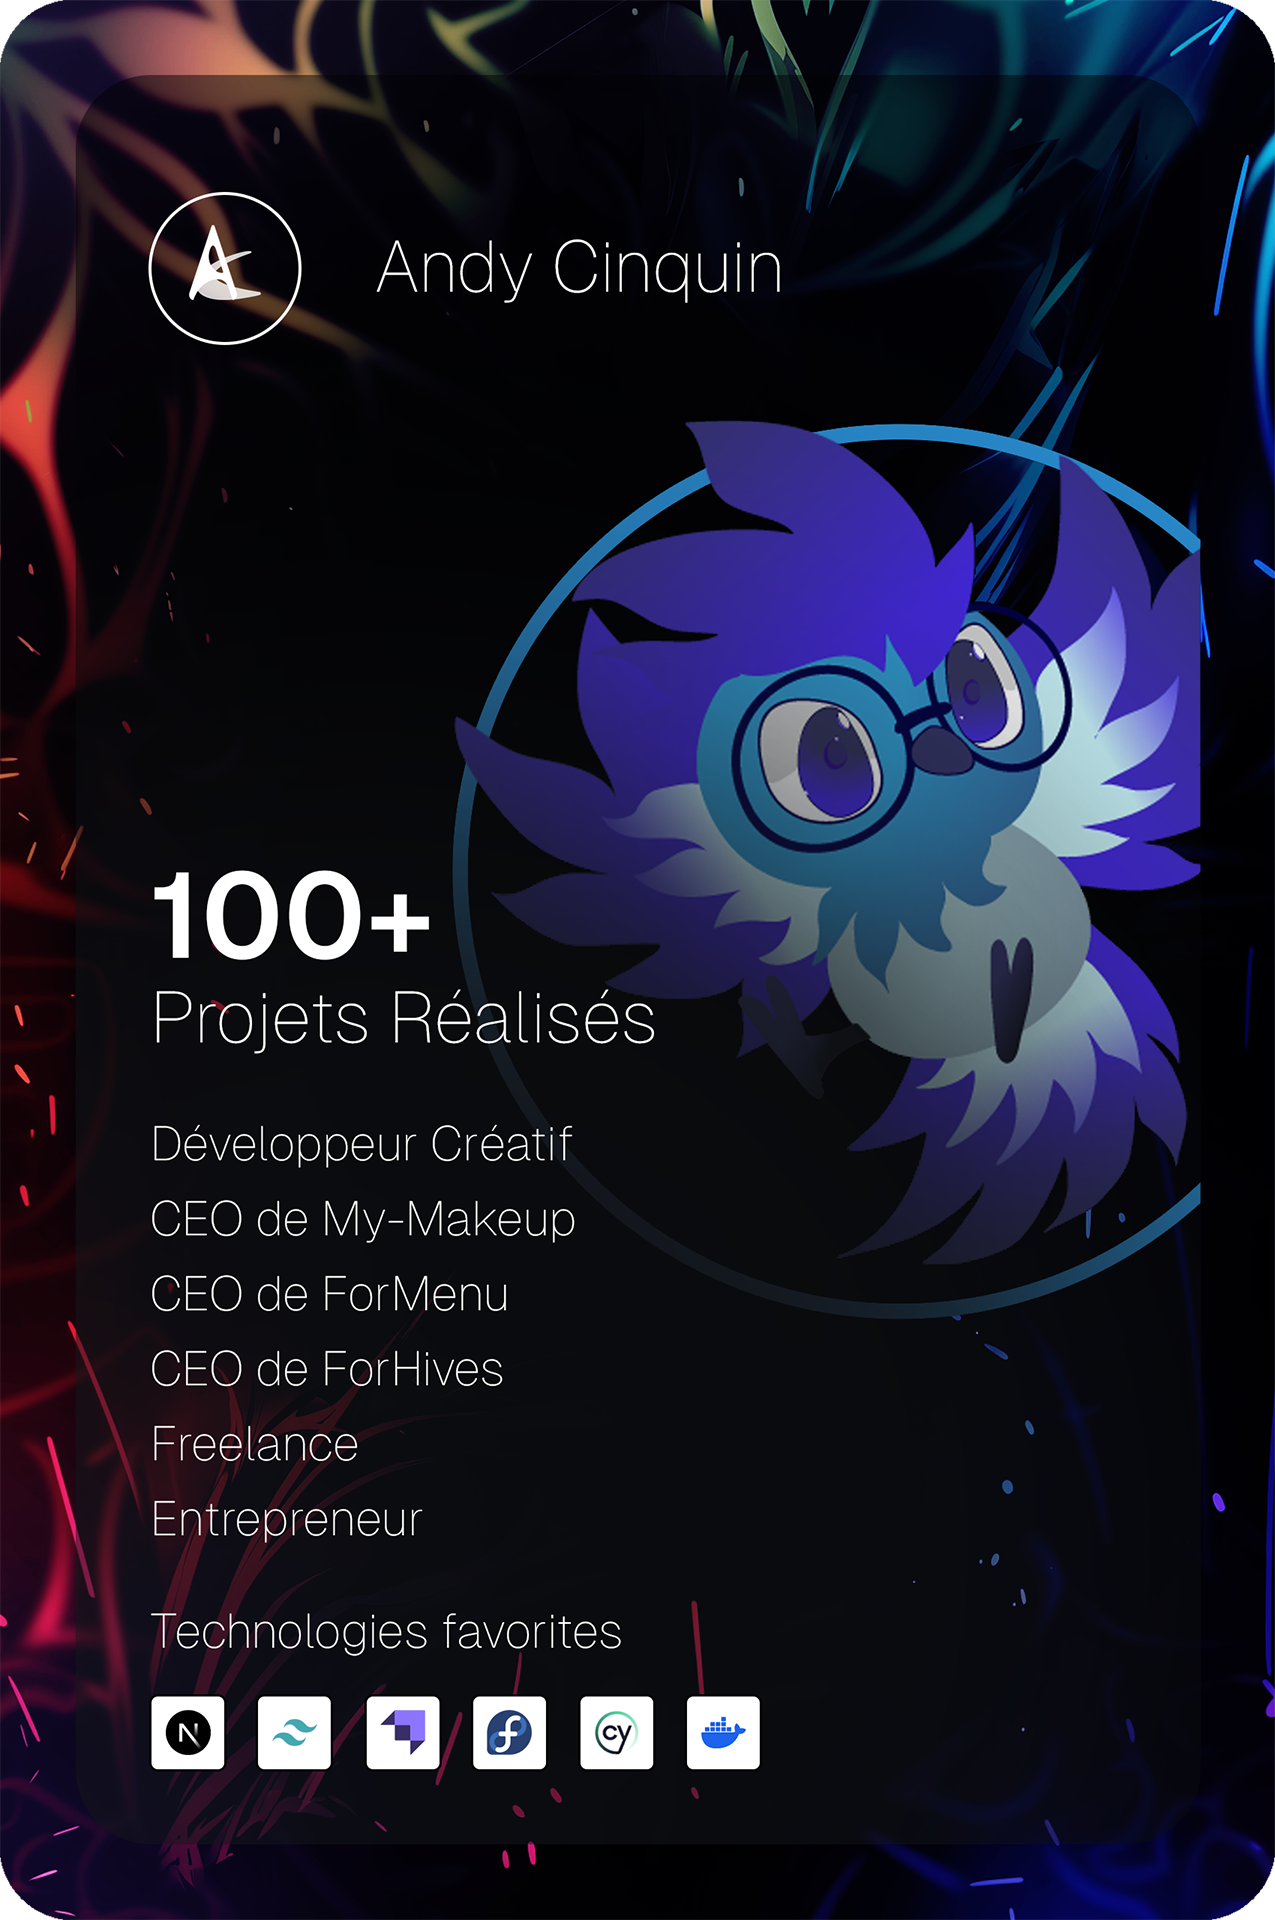 Andy Cinquin
100+
Projets Réalisés
Développeur Créatif
CEO de My-Makeup
CEO de ForMenu
CEO de ForHives
Freelance
Entrepreneur
Technologies favorites
N
cy